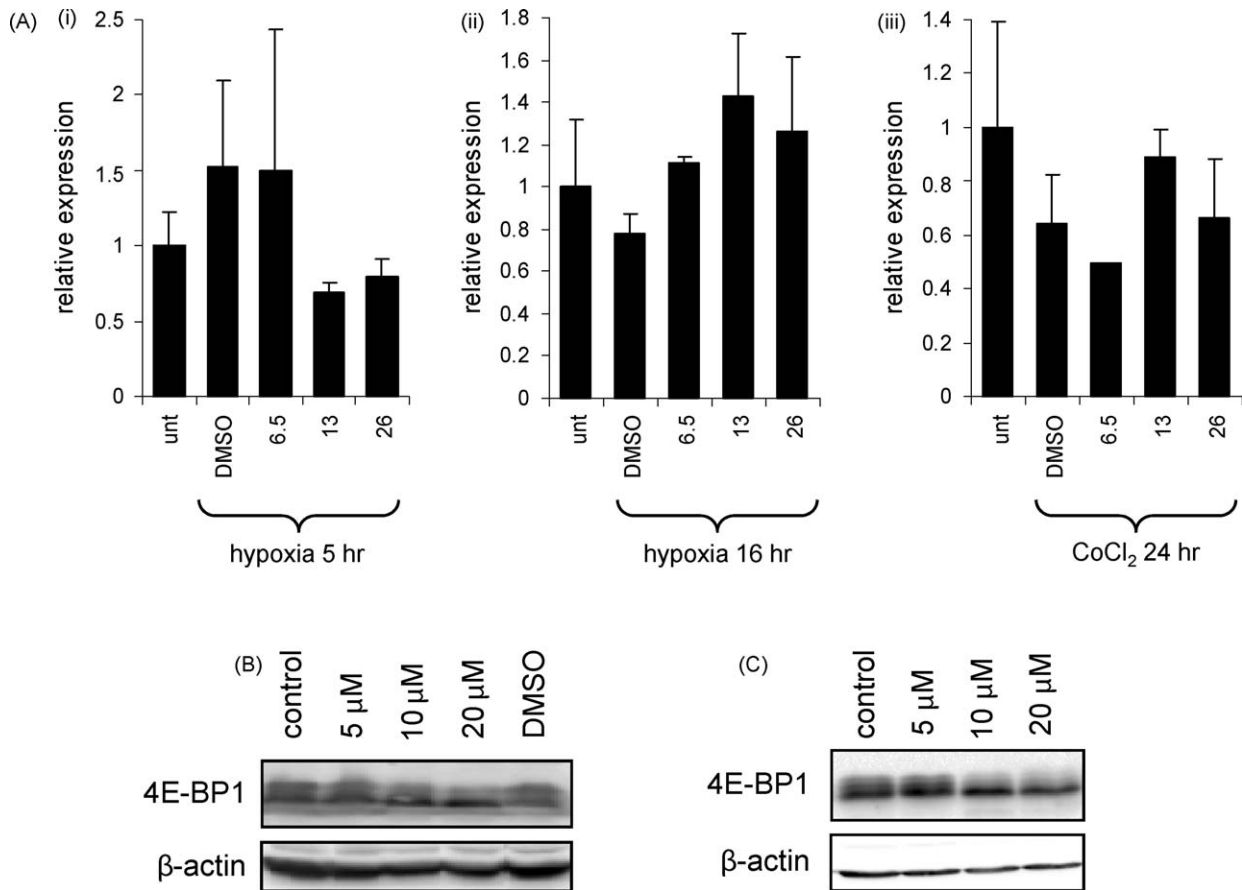 (A) (i) (ii) (iii)
2.5
2
1.5
1
0.5
0
relative expression
unt
DMSO
6.5
13
26
hypoxia 5 hr
1.8
1.6
1.4
1.2
1
0.8
0.6
0.4
0.2
0
relative expression
unt
DMSO
6.5
13
26
hypoxia 16 hr
1.4
1.2
1
0.8
0.6
0.4
0.2
0
relative expression
unt
DMSO
6.5
13
26
CoCl₂ 24 hr
(B)
control
5 µM
10 µM
20 µM
DMSO
4E-BP1
β-actin
(C)
control
5 µM
10 µM
20 µM
4E-BP1
β-actin